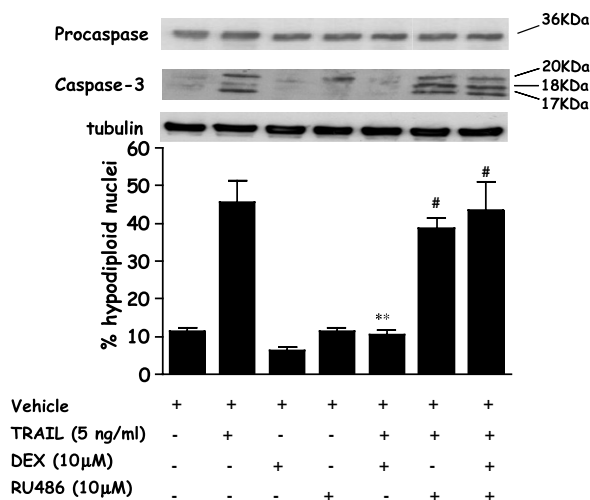 Procaspase 36KDa
Caspase-3 20KDa
18KDa
17KDa
tubulin
% hypodiploid nuclei
60
50
40
30
20
10
0
**
#
#
Vehicle + + + + + + +
TRAIL (5 ng/ml) - + - - + + +
DEX (10μM) - - + - + - +
RU486 (10μM) - - - + - + +